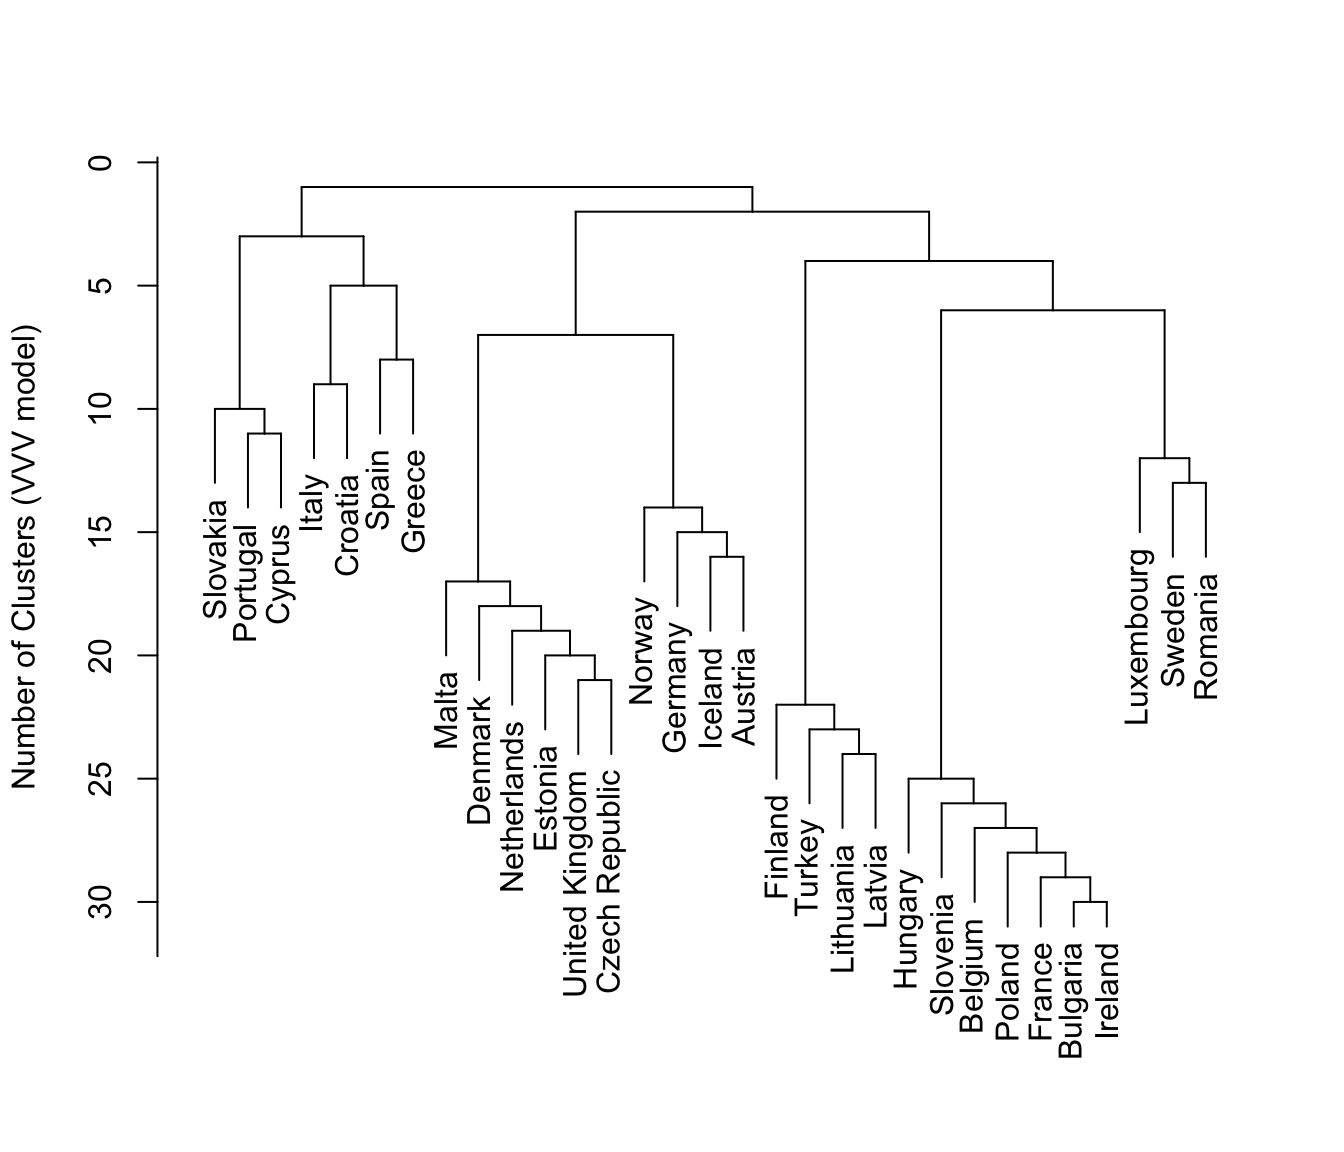 Number of Clusters (VVV model)
0
5
10
15
20
25
30
Slovakia
Portugal
Cyprus
Italy
Croatia
Spain
Greece
Malta
Denmark
Netherlands
Estonia
United Kingdom
Czech Republic
Norway
Germany
Iceland
Austria
Finland
Turkey
Lithuania
Latvia
Hungary
Slovenia
Belgium
Poland
France
Bulgaria
Ireland
Luxembourg
Sweden
Romania